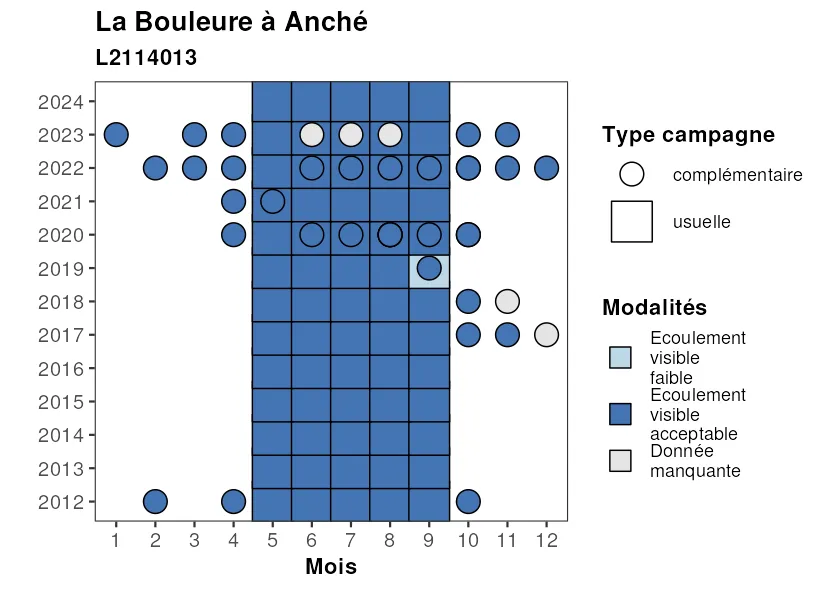 La Bouleure à Anché
L2114013
2024
2023
2022
2021
2020
2019
2018
2017
2016
2015
2014
2013
2012
1 2 3 4 5 6 7 8 9 10 11 12
Mois
Type campagne
complémentaire
usuelle
Modalités
Ecoulement
visible
faible
Ecoulement
visible
acceptable
Donnée
manquante